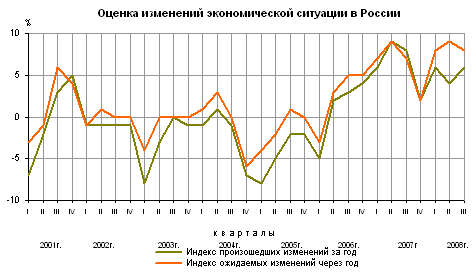 Оценка изменений экономической ситуации в России
%
10
5
0
-5
-10
I II III IV I II III IV I II III IV I II III IV I II III IV I II III IV I II III IV I II III
кварталы
2001г. 2002г. 2003г. 2004г. 2005г. 2006г. 2007г 2008г.
Индекс произошедших изменений за год
Индекс ожидаемых изменений через год